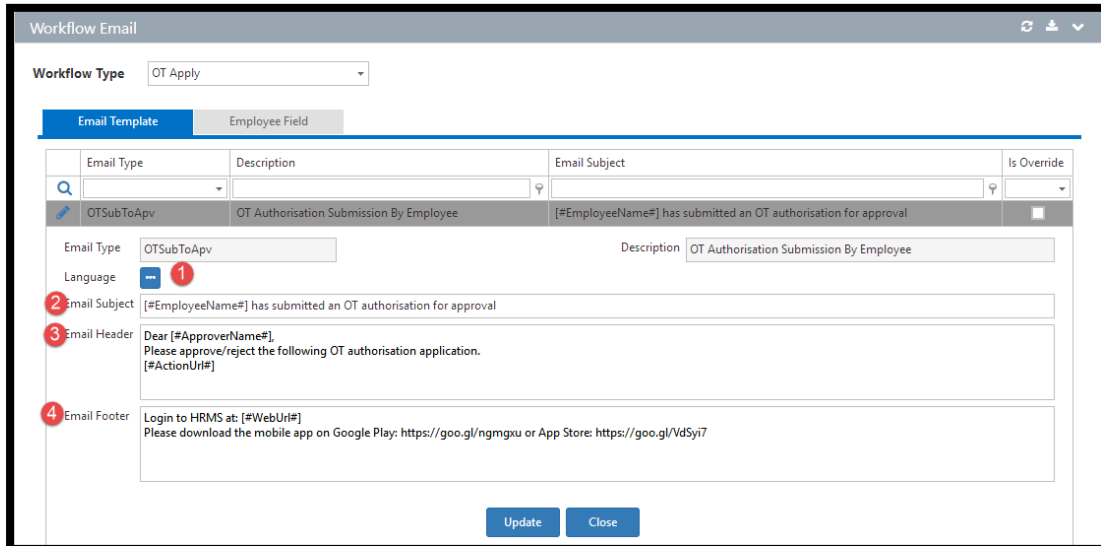 Workflow Email
Workflow Type OT Apply
Email Template Employee Field
Email Type Description Email Subject Is Override
OTSubToApv OT Authorisation Submission By Employee [#EmployeeName#] has submitted an OT authorisation for approval
Email Type OTSubToApv Description OT Authorisation Submission By Employee
Language 1
2 Email Subject [#EmployeeName#] has submitted an OT authorisation for approval
3 Email Header Dear [#ApproverName#],
Please approve/reject the following OT authorisation application.
[#ActionUrl#]
4 Email Footer Login to HRMS at: [#WebUrl#]
Please download the mobile app on Google Play: https://goo.gl/ngmgxu or App Store: https://goo.gl/VdSyi7
Update Close